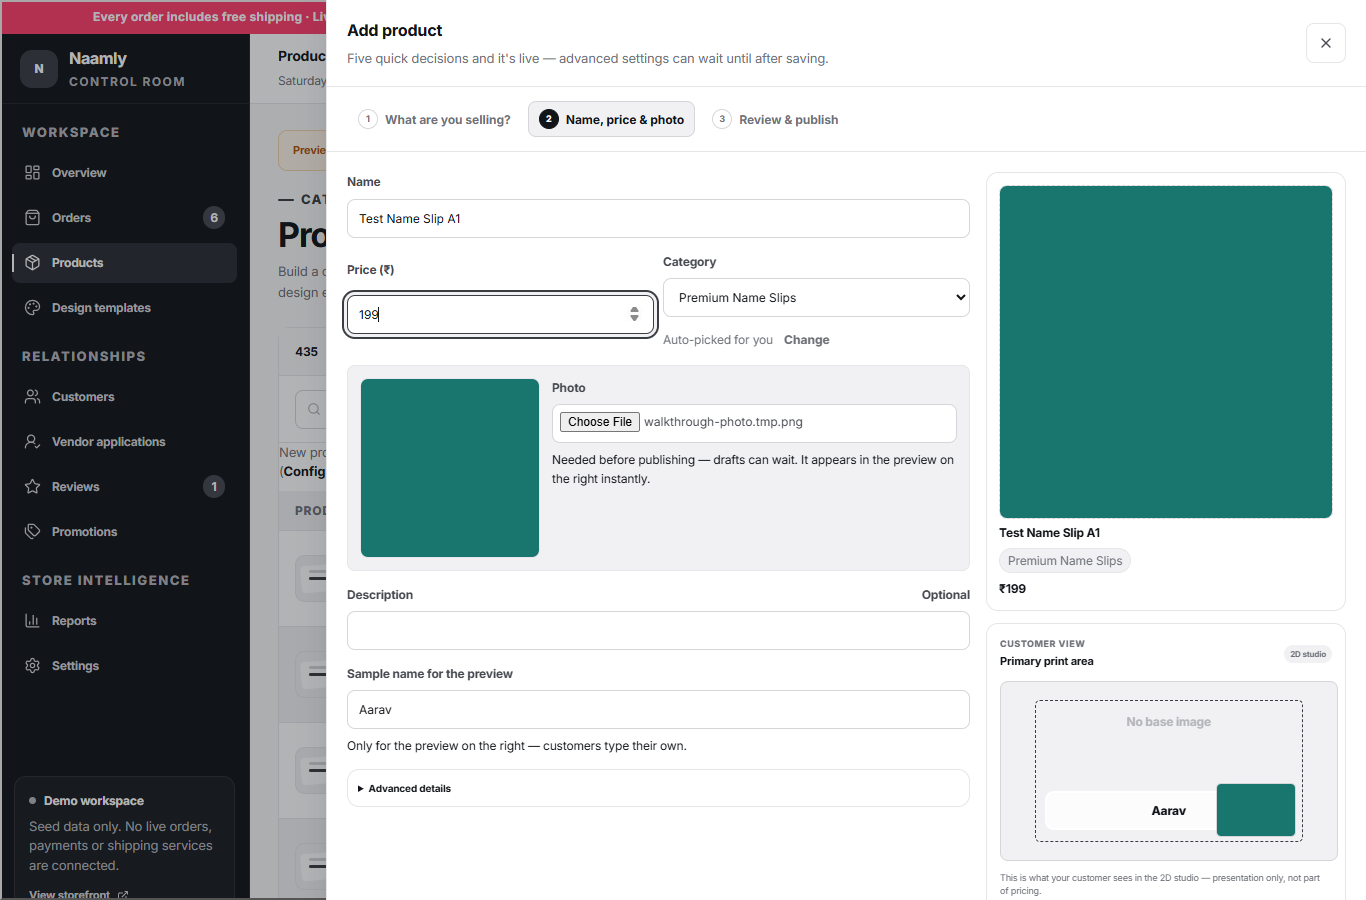 Every order includes free shipping · Liv
N
Naamly
CONTROL ROOM
WORKSPACE
Overview
Orders
6
Products
Design templates
RELATIONSHIPS
Customers
Vendor applications
Reviews
1
Promotions
STORE INTELLIGENCE
Reports
Settings
Demo workspace
Seed data only. No live orders,
payments or shipping services
are connected.
View storefront
Produc
Saturday
Previe
— CAT
Pro
Build a c
design e
435
New pro
(Config
PROD
Add product
Five quick decisions and it's live — advanced settings can wait until after saving.
1 What are you selling?
2 Name, price & photo
3 Review & publish
Name
Test Name Slip A1
Price (₹)
199
Category
Premium Name Slips
Auto-picked for you Change
Photo
Choose File walkthrough-photo.tmp.png
Needed before publishing — drafts can wait. It appears in the preview on
the right instantly.
Description
Optional
Sample name for the preview
Aarav
Only for the preview on the right — customers type their own.
Advanced details
Test Name Slip A1
Premium Name Slips
₹199
CUSTOMER VIEW
Primary print area
2D studio
No base image
Aarav
This is what your customer sees in the 2D studio — presentation only, not part
of pricing.